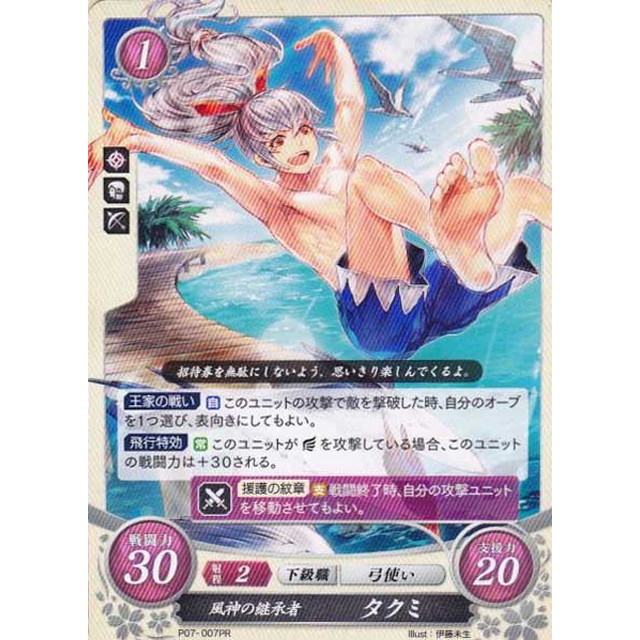 1
招待券を無駄にしないよう、思いきり楽しんでくるよ。
王家の戦い 自 このユニットの攻撃で敵を撃破した時、自分のオーブ
を1つ選び、表向きにしてもよい。
飛行特効 常 このユニットが を攻撃している場合、このユニット
の戦闘力は+30される。
援護の紋章 支 戦闘終了時、自分の攻撃ユニット
を移動させてもよい。
戦闘力 30 射程 2 下級職 弓使い 支援力 20
風神の継承者 タクミ
P07-007PR Illust:伊藤未生